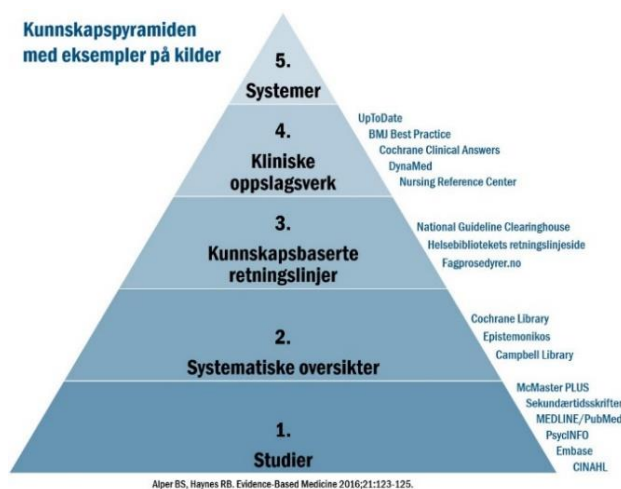 Kunnskapspyramiden
med eksempler på kilder
5.
Systemer
4.
Kliniske
oppslagsverk
UpToDate
BMJ Best Practice
Cochrane Clinical Answers
DynaMed
Nursing Reference Center
3.
Kunnskapsbaserte
retningslinjer
National Guideline Clearinghouse
Helsebibliotekets retningslinjeside
Fagprosedyrer.no
2.
Systematiske oversikter
Cochrane Library
Epistemonikos
Campbell Library
1.
Studier
McMaster PLUS
Sekundærtidsskrifter
MEDLINE/PubMed
PsycINFO
Embase
CINAHL
Alper BS, Haynes RB. Evidence-Based Medicine 2016;21:123-125.